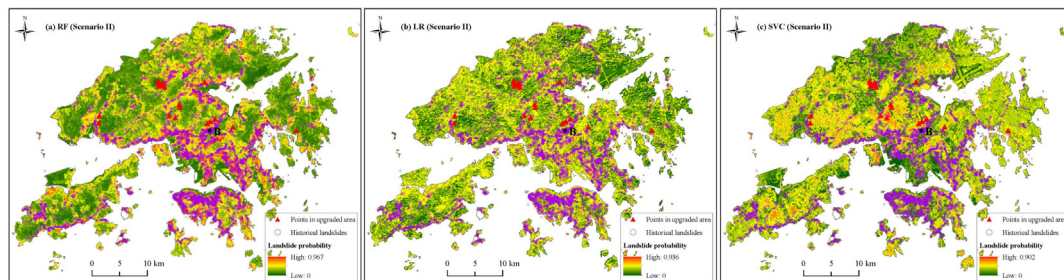 (a) RF (Scenario II)
N
B
Points in upgraded area
Historical landslides
Landslide probability
High: 0.967
Low: 0
0 5 10 km
(b) LR (Scenario II)
N
B
Points in upgraded area
Historical landslides
Landslide probability
High: 0.936
Low: 0
0 5 10 km
(c) SVC (Scenario II)
N
B
Points in upgraded area
Historical landslides
Landslide probability
High: 0.902
Low: 0
0 5 10 km